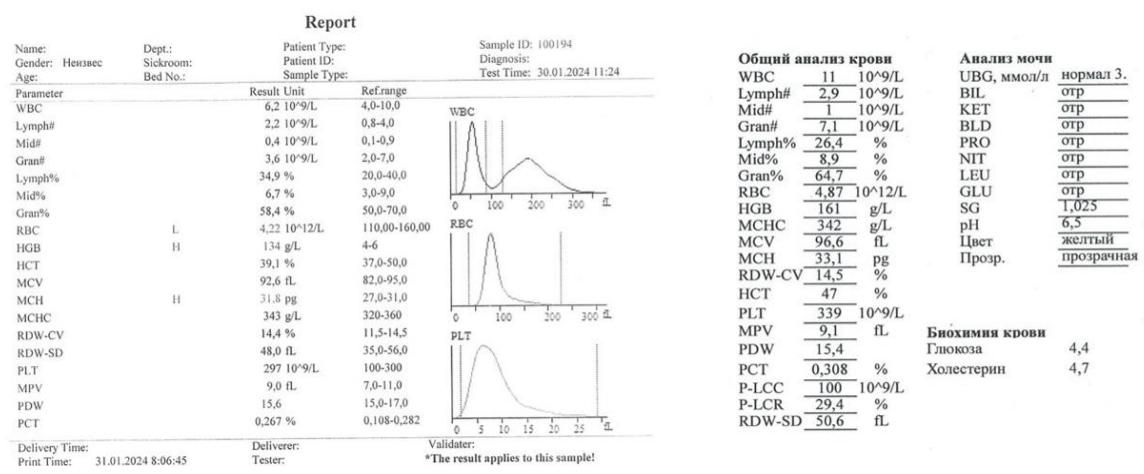 Report
Name: Dept.: Patient Type: Sample ID: 100194
Gender: Неизвес Sickroom: Patient ID: Diagnosis:
Age: Bed No.: Sample Type: Test Time: 30.01.2024 11:24
Parameter Result Unit Ref.range
WBC 6,2 10^9/L 4,0-10,0
Lymph# 2,2 10^9/L 0,8-4,0
Mid# 0,4 10^9/L 0,1-0,9
Gran# 3,6 10^9/L 2,0-7,0
Lymph% 34,9 % 20,0-40,0
Mid% 6,7 % 3,0-9,0
Gran% 58,4 % 50,0-70,0
RBC L 4,22 10^12/L 110,00-160,00
HGB H 134 g/L 4-6
HCT 39,1 % 37,0-50,0
MCV 92,6 fL 82,0-95,0
MCH H 31,8 pg 27,0-31,0
MCHC 343 g/L 320-360
RDW-CV 14,4 % 11,5-14,5
RDW-SD 48,0 fL 35,0-56,0
PLT 297 10^9/L 100-300
MPV 9,0 fL 7,0-11,0
PDW 15,6 15,0-17,0
PCT 0,267 % 0,108-0,282
WBC
0 100 200 300 fL
RBC
0 100 200 300 fL
PLT
0 5 10 15 20 25 fL
Delivery Time: Deliverer: Validater:
Print Time: 31.01.2024 8:06:45 Tester: *The result applies to this sample!
Общий анализ крови
WBC 11 10^9/L
Lymph# 2,9 10^9/L
Mid# 1 10^9/L
Gran# 7,1 10^9/L
Lymph% 26,4 %
Mid% 8,9 %
Gran% 64,7 %
RBC 4,87 10^12/L
HGB 161 g/L
MCHC 342 g/L
MCV 96,6 fL
MCH 33,1 pg
RDW-CV 14,5 %
HCT 47 %
PLT 339 10^9/L
MPV 9,1 fL
PDW 15,4
PCT 0,308 %
P-LCC 100 10^9/L
P-LCR 29,4 %
RDW-SD 50,6 fL
Анализ мочи
UBG, ммол/л нормал 3.
BIL отр
KET отр
BLD отр
PRO отр
NIT отр
LEU отр
GLU отр
SG 1,025
pH 6,5
Цвет желтый
Прозр. прозрачная
Биохимия крови
Глюкоза 4,4
Холестерин 4,7